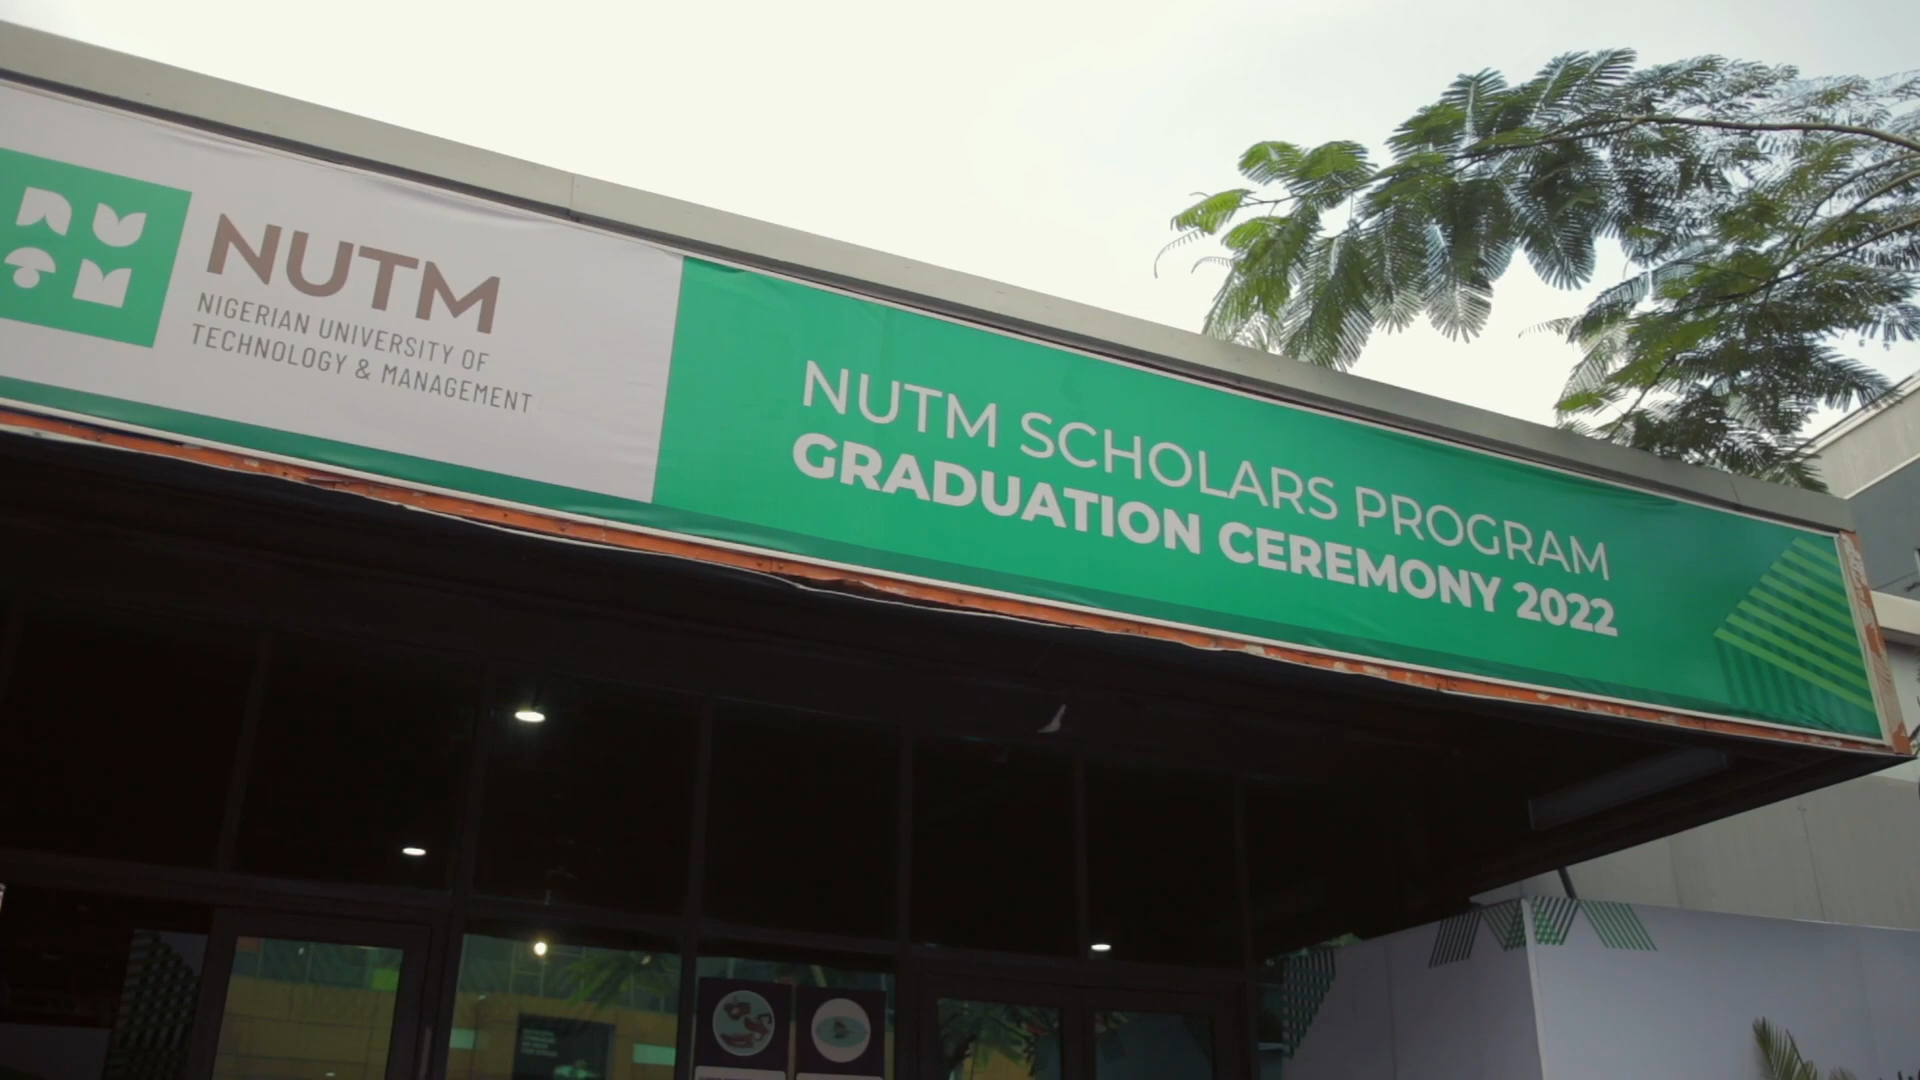 NUTM
NIGERIAN UNIVERSITY OF
TECHNOLOGY & MANAGEMENT
NUTM SCHOLARS PROGRAM
GRADUATION CEREMONY 2022